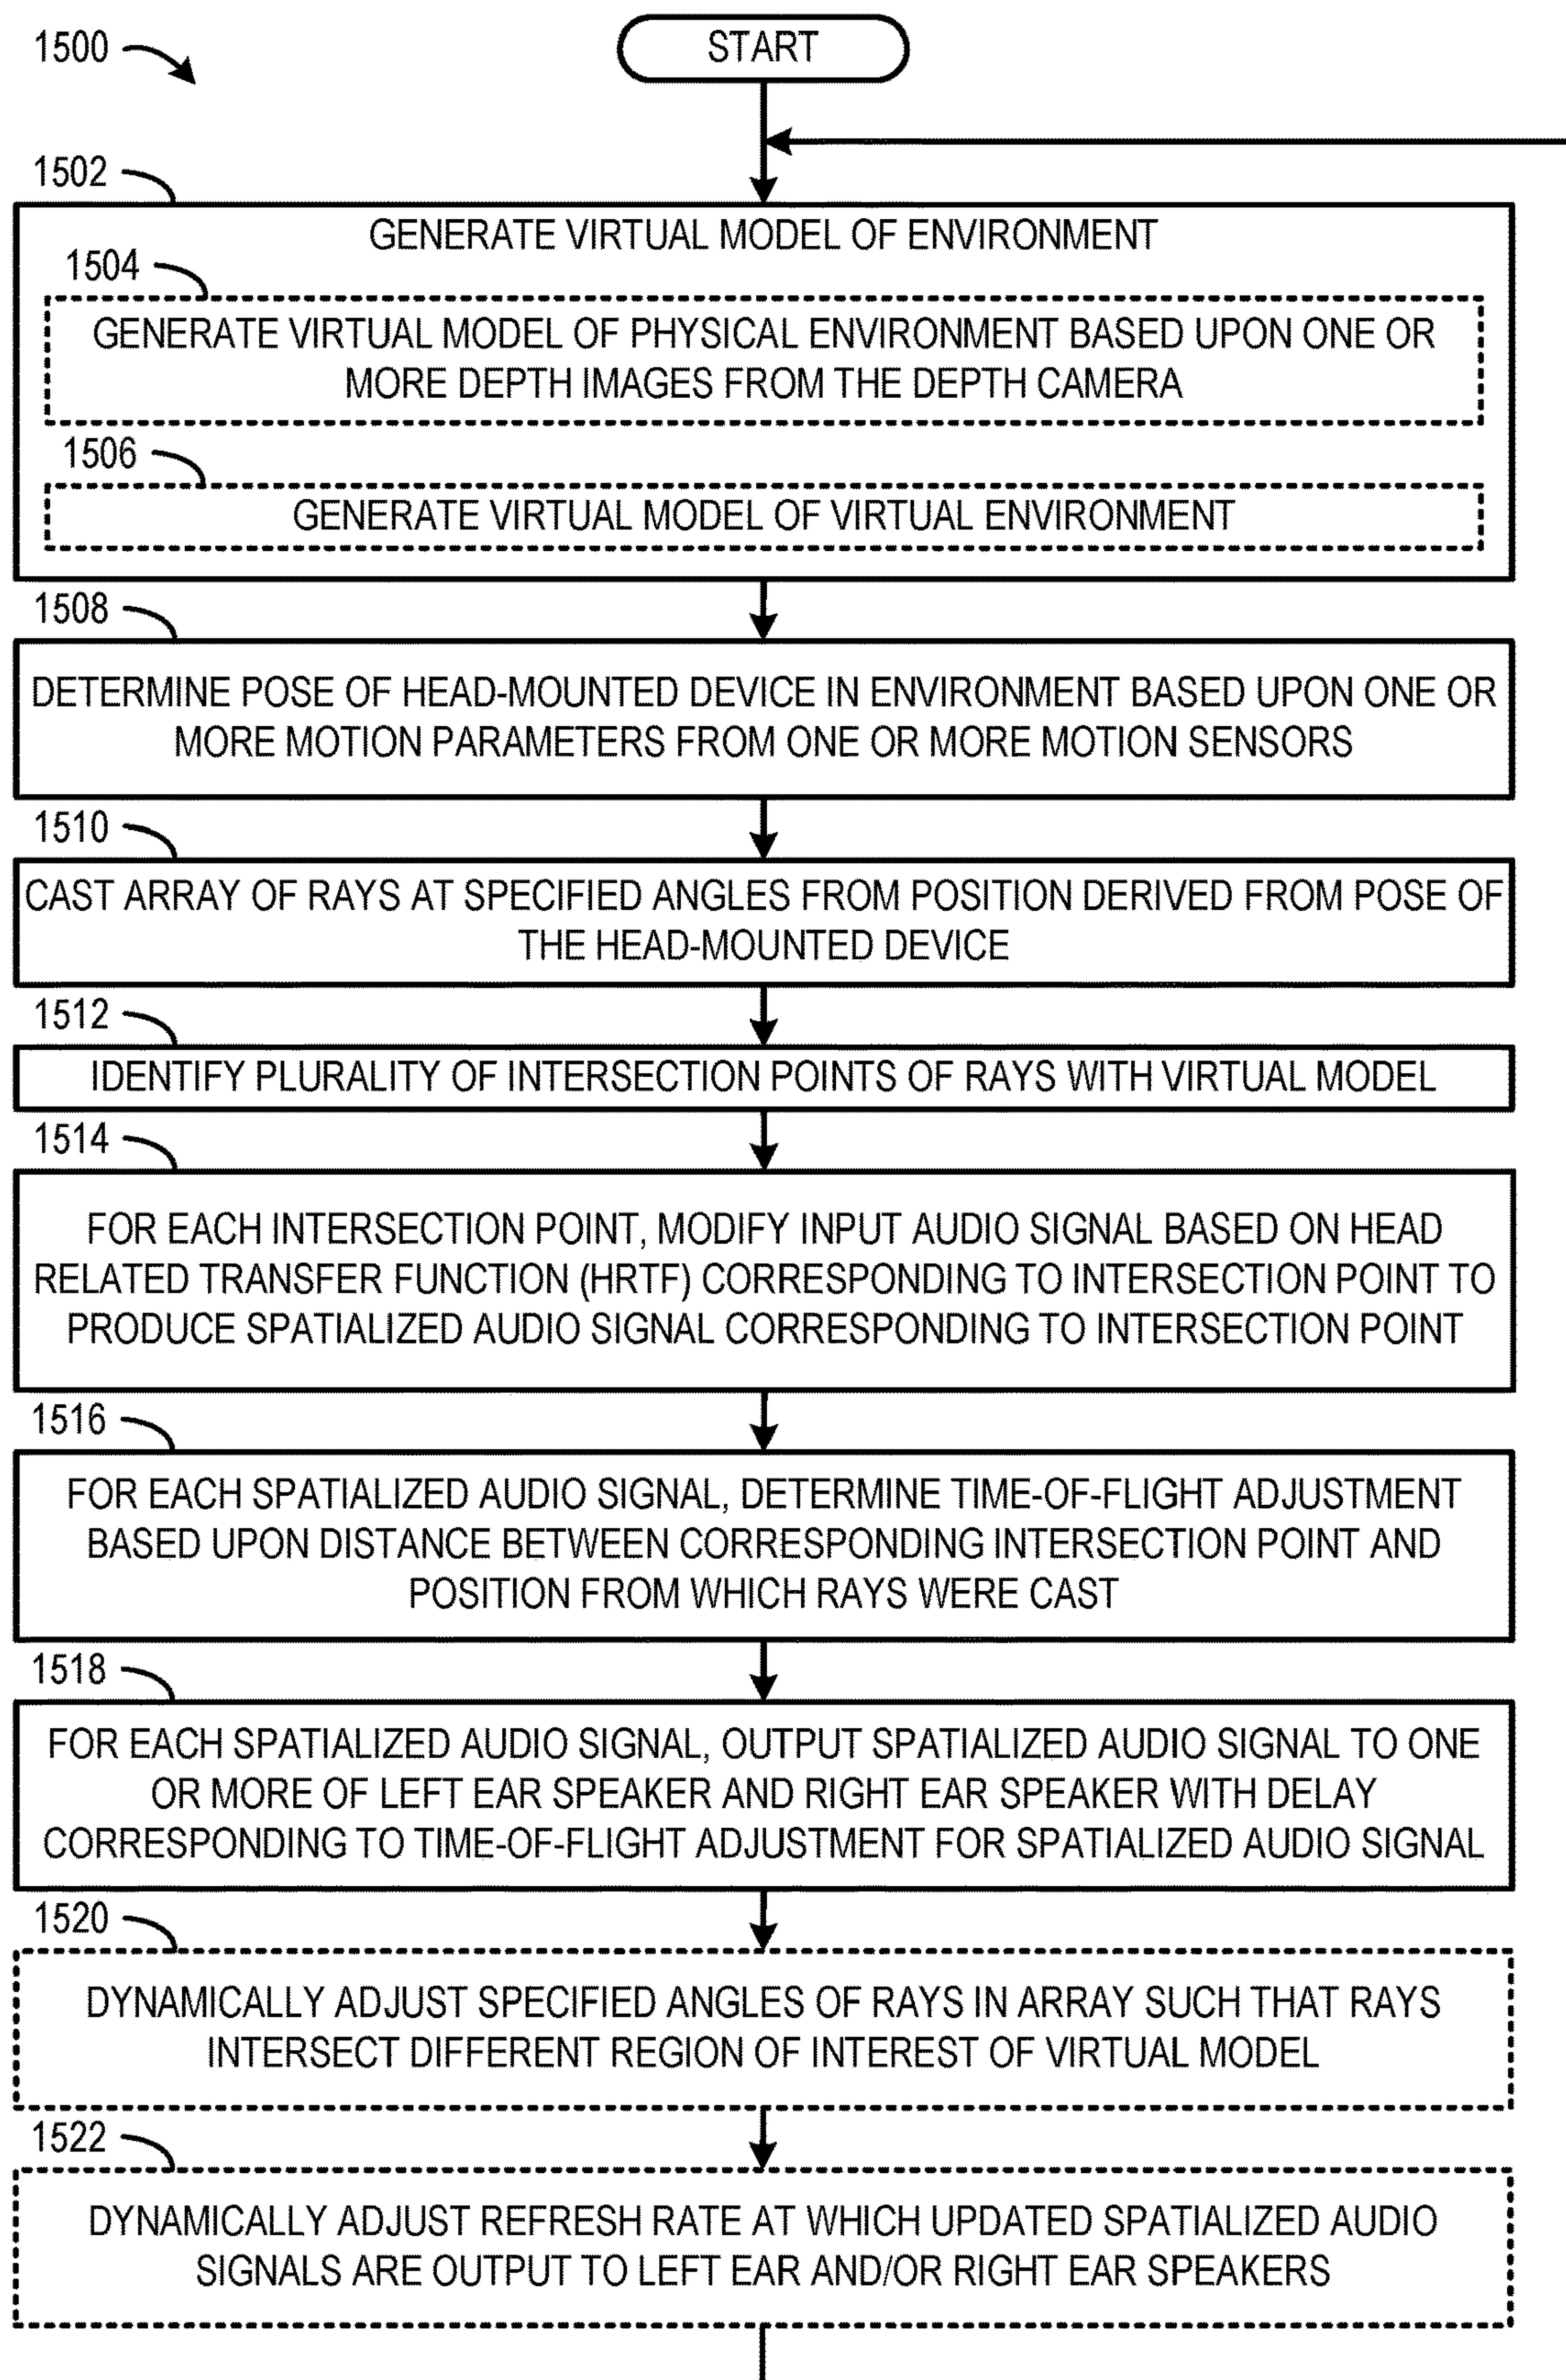 1500
START
1502
GENERATE VIRTUAL MODEL OF ENVIRONMENT
1504
GENERATE VIRTUAL MODEL OF PHYSICAL ENVIRONMENT BASED UPON ONE OR
MORE DEPTH IMAGES FROM THE DEPTH CAMERA
1506
GENERATE VIRTUAL MODEL OF VIRTUAL ENVIRONMENT
1508
DETERMINE POSE OF HEAD-MOUNTED DEVICE IN ENVIRONMENT BASED UPON ONE OR
MORE MOTION PARAMETERS FROM ONE OR MORE MOTION SENSORS
1510
CAST ARRAY OF RAYS AT SPECIFIED ANGLES FROM POSITION DERIVED FROM POSE OF
THE HEAD-MOUNTED DEVICE
1512
IDENTIFY PLURALITY OF INTERSECTION POINTS OF RAYS WITH VIRTUAL MODEL
1514
FOR EACH INTERSECTION POINT, MODIFY INPUT AUDIO SIGNAL BASED ON HEAD
RELATED TRANSFER FUNCTION (HRTF) CORRESPONDING TO INTERSECTION POINT TO
PRODUCE SPATIALIZED AUDIO SIGNAL CORRESPONDING TO INTERSECTION POINT
1516
FOR EACH SPATIALIZED AUDIO SIGNAL, DETERMINE TIME-OF-FLIGHT ADJUSTMENT
BASED UPON DISTANCE BETWEEN CORRESPONDING INTERSECTION POINT AND
POSITION FROM WHICH RAYS WERE CAST
1518
FOR EACH SPATIALIZED AUDIO SIGNAL, OUTPUT SPATIALIZED AUDIO SIGNAL TO ONE
OR MORE OF LEFT EAR SPEAKER AND RIGHT EAR SPEAKER WITH DELAY
CORRESPONDING TO TIME-OF-FLIGHT ADJUSTMENT FOR SPATIALIZED AUDIO SIGNAL
1520
DYNAMICALLY ADJUST SPECIFIED ANGLES OF RAYS IN ARRAY SUCH THAT RAYS
INTERSECT DIFFERENT REGION OF INTEREST OF VIRTUAL MODEL
1522
DYNAMICALLY ADJUST REFRESH RATE AT WHICH UPDATED SPATIALIZED AUDIO
SIGNALS ARE OUTPUT TO LEFT EAR AND/OR RIGHT EAR SPEAKERS